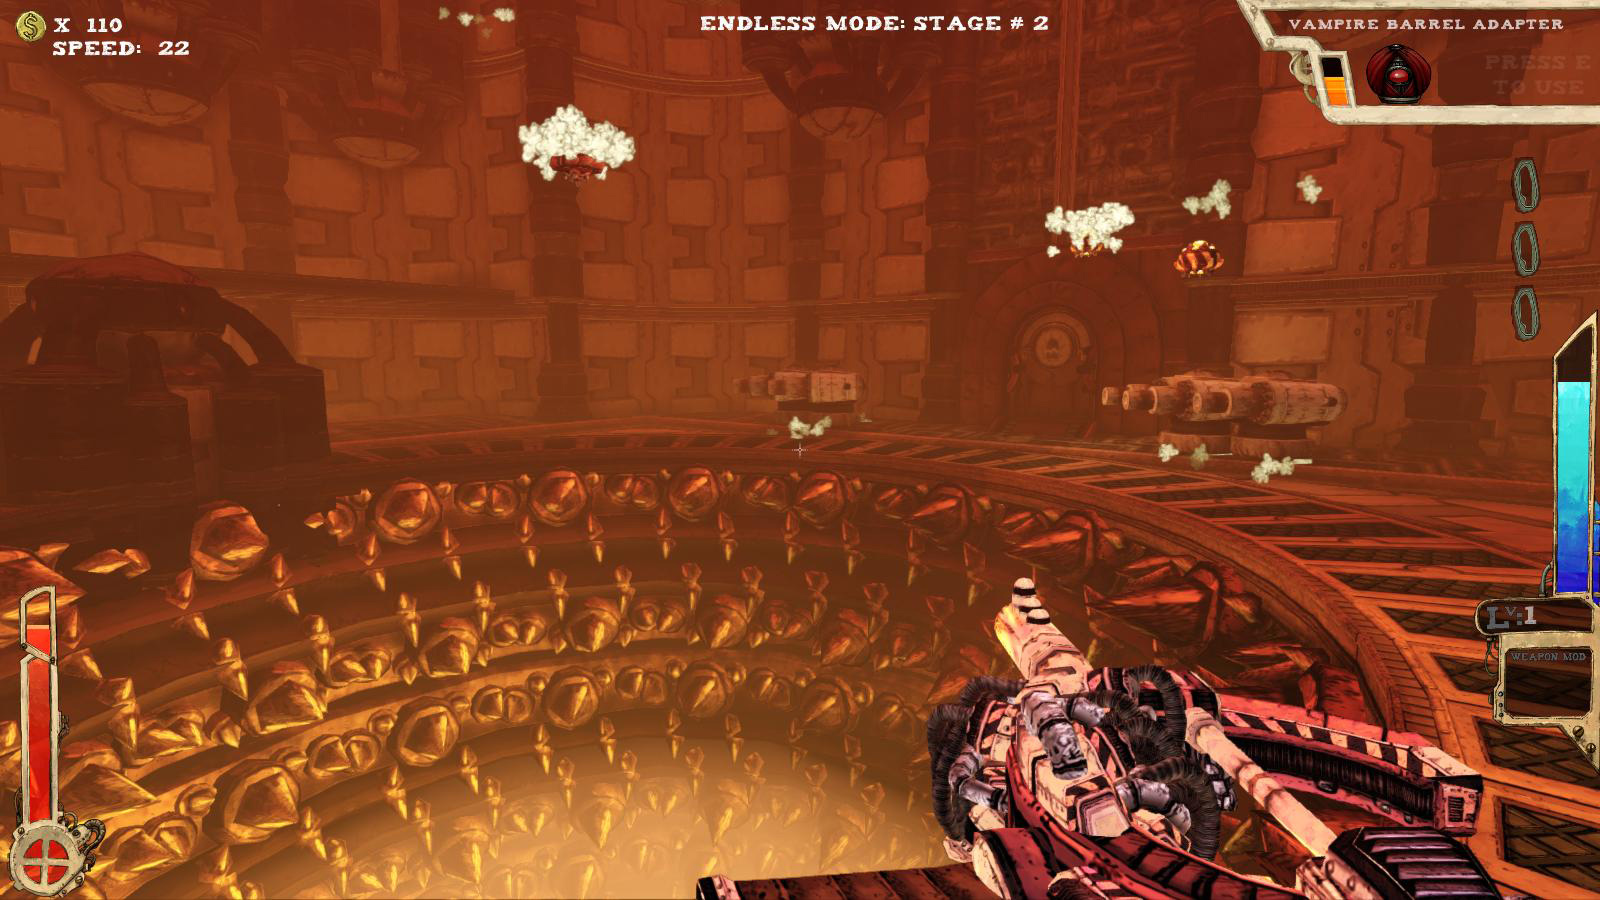 X 110
SPEED: 22
ENDLESS MODE: STAGE # 2
VAMPIRE BARREL ADAPTER
PRESS E
TO USE
LV:1
WEAPON MOD